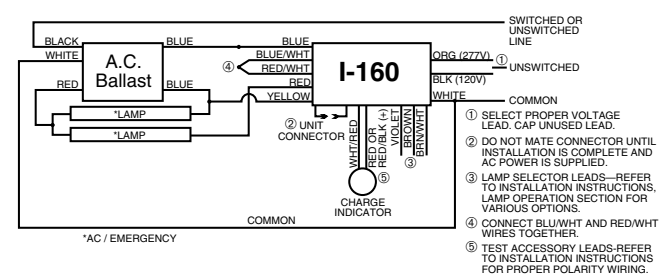 SWITCHED OR
UNSWITCHED
LINE
BLACK
BLUE
BLUE
WHITE
A.C.
Ballast
BLUE/WHT
④
RED/WHT
I-160
ORG (277V)
①
UNSWITCHED
RED
BLUE
RED
BLK (120V)
YELLOW
WHITE
COMMON
*LAMP
*LAMP
② UNIT
CONNECTOR
WHT/RED
RED OR
RED/BLK (+)
VIOLET
BROWN
BRN/WHT
③
⑤
CHARGE
INDICATOR
COMMON
*AC / EMERGENCY
① SELECT PROPER VOLTAGE
LEAD. CAP UNUSED LEAD.
② DO NOT MATE CONNECTOR UNTIL
INSTALLATION IS COMPLETE AND
AC POWER IS SUPPLIED.
③ LAMP SELECTOR LEADS—REFER
TO INSTALLATION INSTRUCTIONS,
LAMP OPERATION SECTION FOR
VARIOUS OPTIONS.
④ CONNECT BLU/WHT AND RED/WHT
WIRES TOGETHER.
⑤ TEST ACCESSORY LEADS-REFER
TO INSTALLATION INSTRUCTIONS
FOR PROPER POLARITY WIRING.